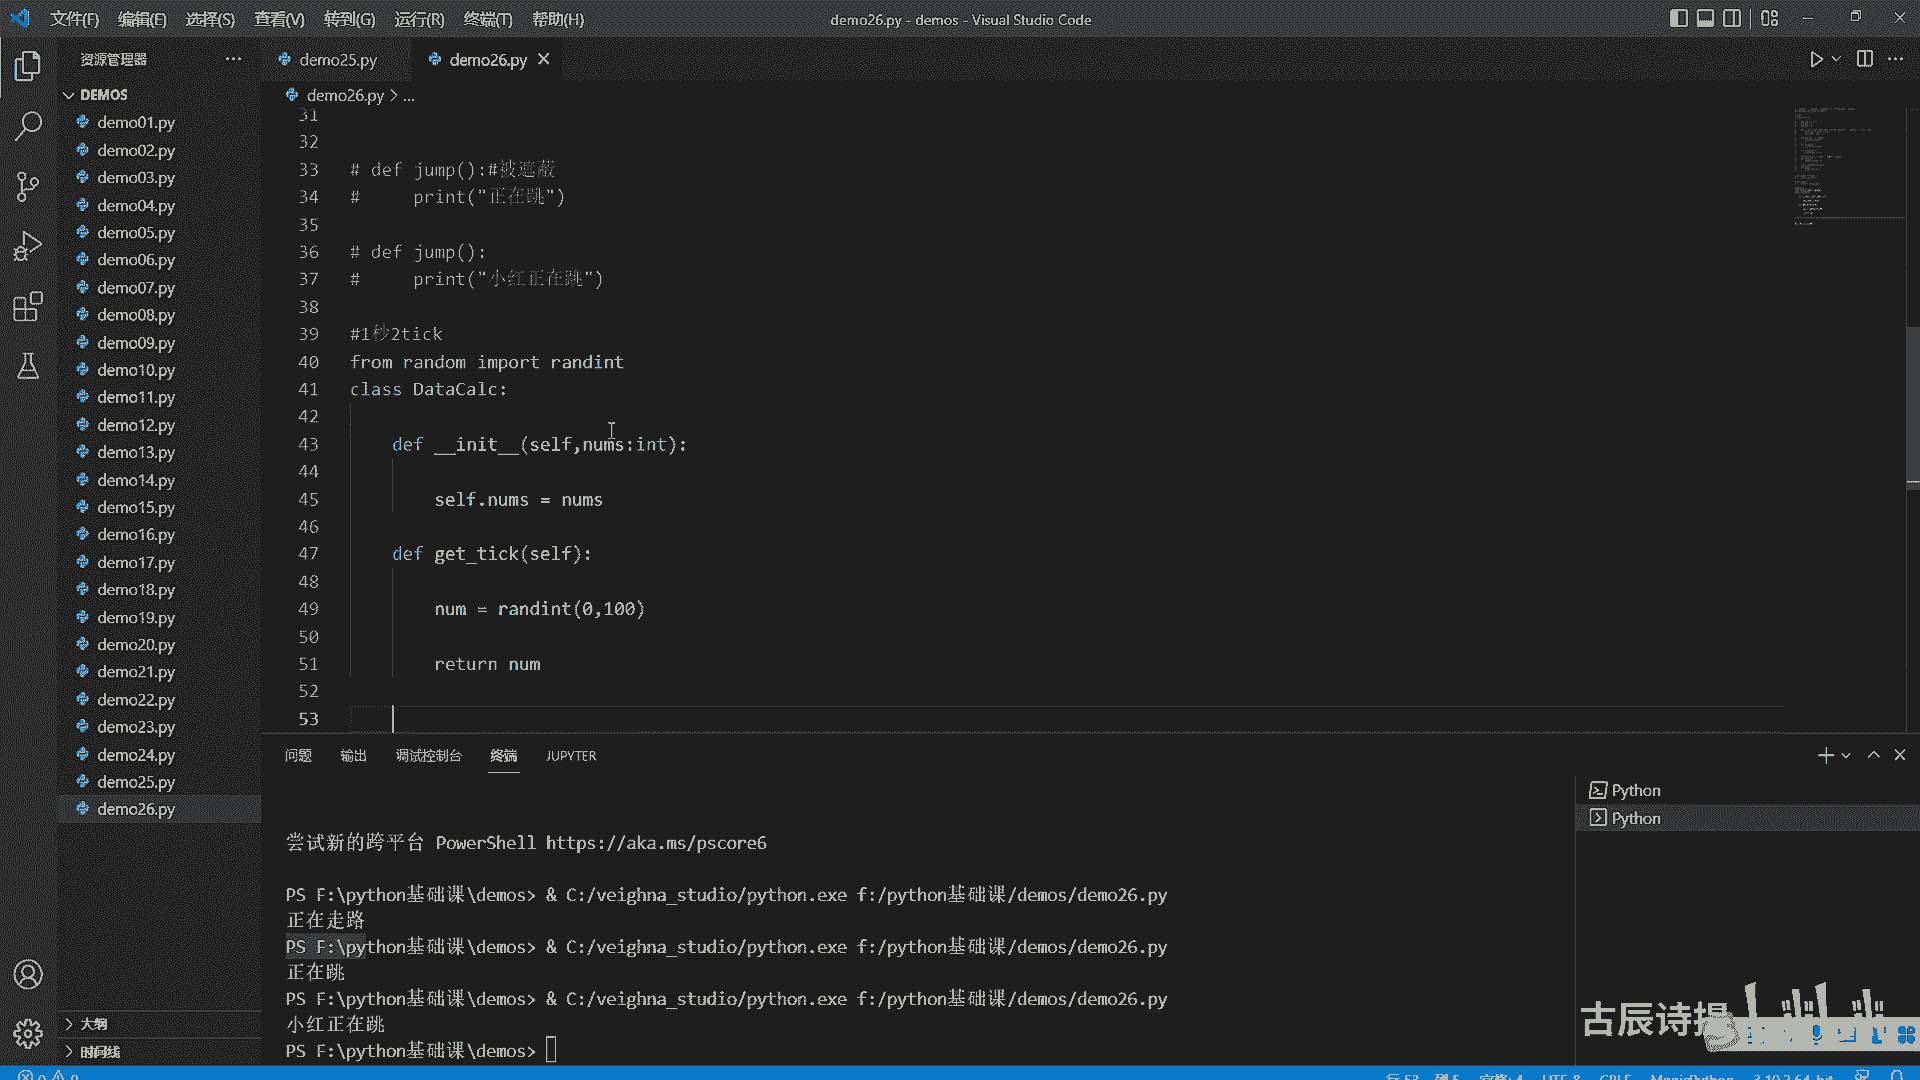 文件(F) 编辑(E) 选择(S) 查看(V) 转到(G) 运行(R) 终端(T) 帮助(H)
demo26.py - demos - Visual Studio Code
资源管理器
DEMOS
demo01.py
demo02.py
demo03.py
demo04.py
demo05.py
demo06.py
demo07.py
demo08.py
demo09.py
demo10.py
demo11.py
demo12.py
demo13.py
demo14.py
demo15.py
demo16.py
demo17.py
demo18.py
demo19.py
demo20.py
demo21.py
demo22.py
demo23.py
demo24.py
demo25.py
demo26.py
大纲
时间线
demo25.py demo26.py
demo26.py > ...
31
32
33 # def jump():#被遮蔽
34 # print("正在跳")
35
36 # def jump():
37 # print("小红正在跳")
38
39 #1秒2tick
40 from random import randint
41 class DataCalc:
42
43 def __init__(self,nums:int):
44
45 self.nums = nums
46
47 def get_tick(self):
48
49 num = randint(0,100)
50
51 return num
52
53
问题 输出 调试控制台 终端 JUPYTER
尝试新的跨平台 PowerShell https://aka.ms/pscore6
PS F:\python基础课\demos> & C:/veighna_studio/python.exe f:/python基础课/demos/demo26.py
正在走路
PS F:\python基础课\demos> & C:/veighna_studio/python.exe f:/python基础课/demos/demo26.py
正在跳
PS F:\python基础课\demos> & C:/veighna_studio/python.exe f:/python基础课/demos/demo26.py
小红正在跳
PS F:\python基础课\demos>
Python
Python
古辰诗提